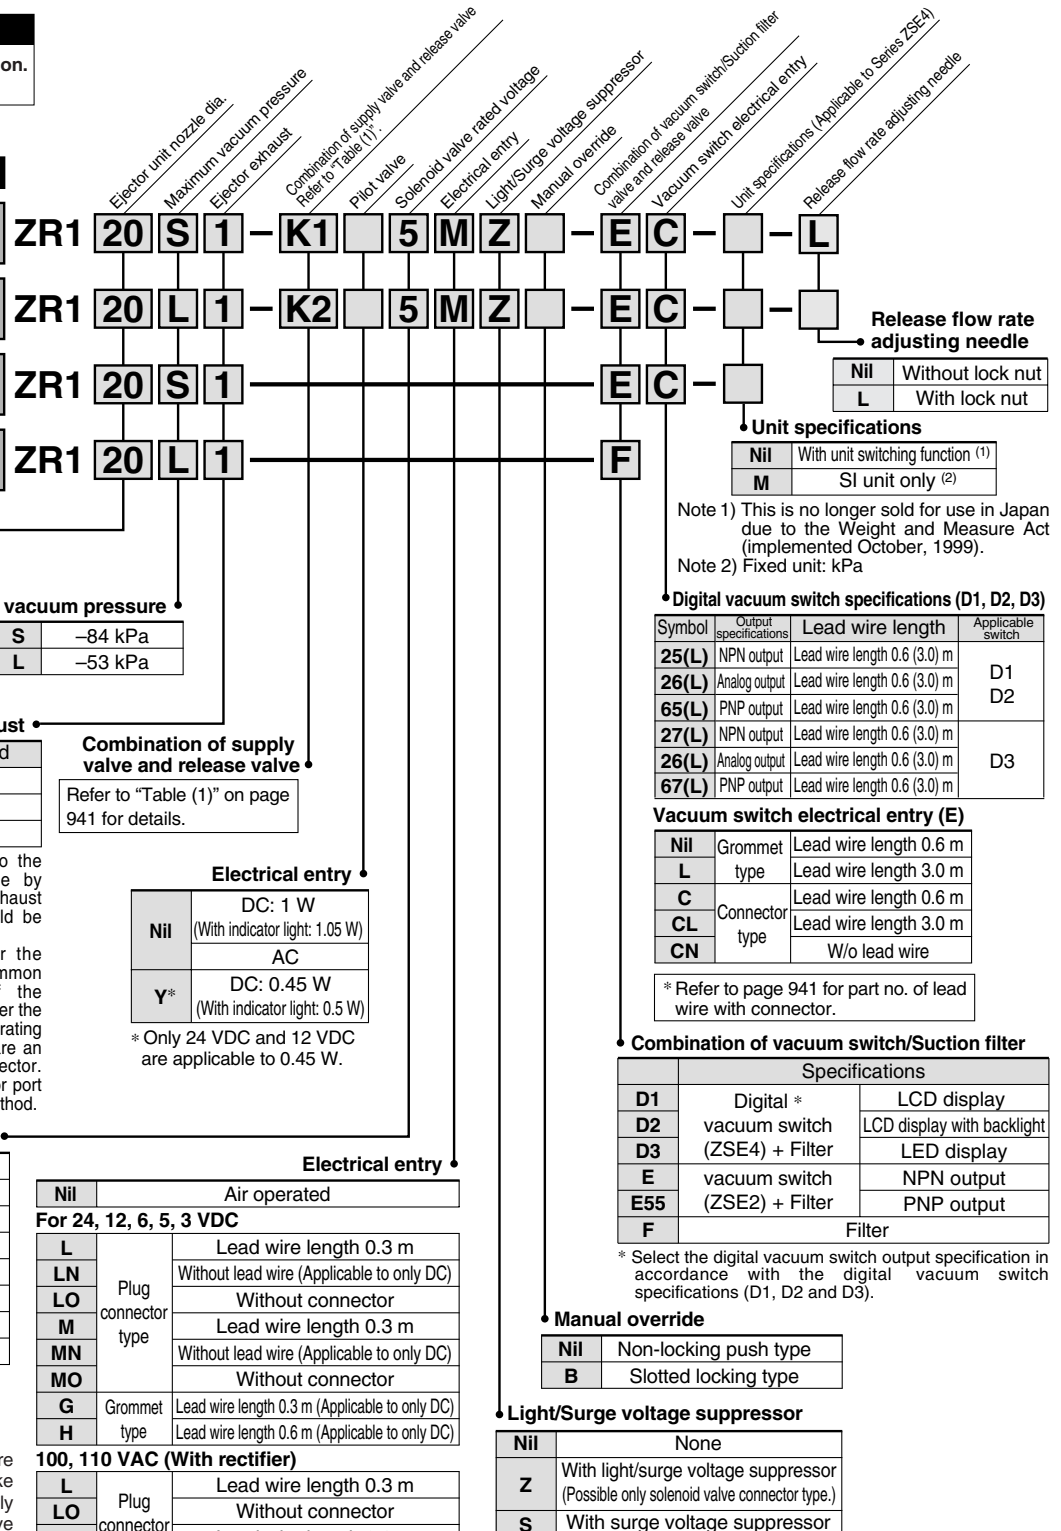 on.
Ejector unit nozzle dia.
Maximum vacuum pressure
Ejector exhaust
Combination of supply valve and release valve
Refer to “Table (1)”.
Pilot valve
Solenoid valve rated voltage
Electrical entry
Light/Surge voltage suppressor
Manual override
Combination of vacuum switch/Suction filter
valve and release valve
Vacuum switch electrical entry
Unit specifications (Applicable to Series ZSE4)
Release flow rate adjusting needle
ZR1 20 S 1 – K1 5 M Z – E C – – L
ZR1 20 L 1 – K2 5 M Z – E C – –
ZR1 20 S 1 E C –
ZR1 20 L 1 F
Release flow rate
adjusting needle
Nil Without lock nut
L With lock nut
Unit specifications
Nil With unit switching function (1)
M SI unit only (2)
Note 1) This is no longer sold for use in Japan
due to the Weight and Measure Act
(implemented October, 1999).
Note 2) Fixed unit: kPa
vacuum pressure
S –84 kPa
L –53 kPa
Digital vacuum switch specifications (D1, D2, D3)
Symbol Output specifications Lead wire length Applicable switch
25(L) NPN output Lead wire length 0.6 (3.0) m
26(L) Analog output Lead wire length 0.6 (3.0) m
65(L) PNP output Lead wire length 0.6 (3.0) m
D1
D2
27(L) NPN output Lead wire length 0.6 (3.0) m
26(L) Analog output Lead wire length 0.6 (3.0) m
67(L) PNP output Lead wire length 0.6 (3.0) m
D3
ust
d
Combination of supply
valve and release valve
Refer to “Table (1)” on page
941 for details.
Vacuum switch electrical entry (E)
Nil Grommet type Lead wire length 0.6 m
L Lead wire length 3.0 m
C Connector type Lead wire length 0.6 m
CL Lead wire length 3.0 m
CN W/o lead wire
* Refer to page 941 for part no. of lead
wire with connector.
o the
e by
haust
ld be
r the
mmon
f the
er the
rating
re an
ector.
or port
thod.
Electrical entry
Nil DC: 1 W
(With indicator light: 1.05 W)
AC
Y* DC: 0.45 W
(With indicator light: 0.5 W)
* Only 24 VDC and 12 VDC
are applicable to 0.45 W.
Combination of vacuum switch/Suction filter
Specifications
D1 Digital * vacuum switch (ZSE4) + Filter LCD display
D2 LCD display with backlight
D3 LED display
E vacuum switch (ZSE2) + Filter NPN output
E55 PNP output
F Filter
* Select the digital vacuum switch output specification in
accordance with the digital vacuum switch
specifications (D1, D2 and D3).
Electrical entry
Nil Air operated
For 24, 12, 6, 5, 3 VDC
L Plug connector type Lead wire length 0.3 m
LN Without lead wire (Applicable to only DC)
LO Without connector
M Lead wire length 0.3 m
MN Without lead wire (Applicable to only DC)
MO Without connector
G Grommet type Lead wire length 0.3 m (Applicable to only DC)
H Lead wire length 0.6 m (Applicable to only DC)
100, 110 VAC (With rectifier)
L Plug connector Lead wire length 0.3 m
LO Without connector
re
ke
ly
ve
Manual override
Nil Non-locking push type
B Slotted locking type
Light/Surge voltage suppressor
Nil None
Z With light/surge voltage suppressor
(Possible only solenoid valve connector type.)
S With surge voltage suppressor